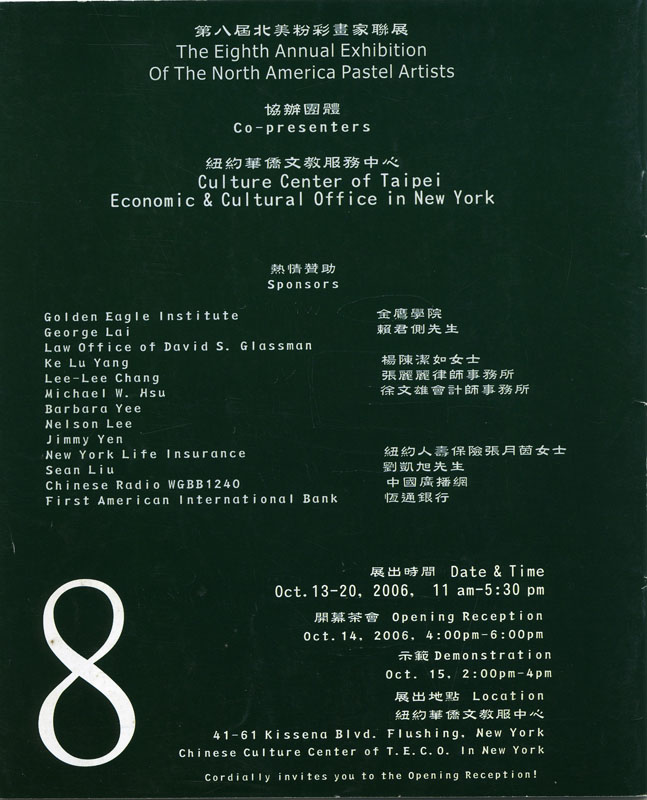 第八屆北美粉彩畫家聯展
The Eighth Annual Exhibition
Of The North America Pastel Artists
協辦團體
Co-presenters
紐約華僑文教服務中心
Culture Center of Taipei
Economic & Cultural Office in New York
熱情贊助
Sponsors
Golden Eagle Institute 金鷹學院
George Lai 賴君側先生
Law Office of David S. Glassman
Ke Lu Yang 楊陳潔如女士
Lee-Lee Chang 張麗麗律師事務所
Michael W. Hsu 徐文雄會計師事務所
Barbara Yee
Nelson Lee
Jimmy Yen
New York Life Insurance 紐約人壽保險張月茵女士
Sean Liu 劉凱旭先生
Chinese Radio WGBB1240 中國廣播網
First American International Bank 恆通銀行
8
展出時間 Date & Time
Oct.13-20, 2006, 11 am-5:30 pm
開幕茶會 Opening Reception
Oct.14, 2006, 4:00pm-6:00pm
示範 Demonstration
Oct. 15, 2:00pm-4pm
展出地點 Location
紐約華僑文教服中心
41-61 Kissena Blvd. Flushing, New York
Chinese Culture Center of T.E.C.O. In New York
Cordially invites you to the Opening Reception!